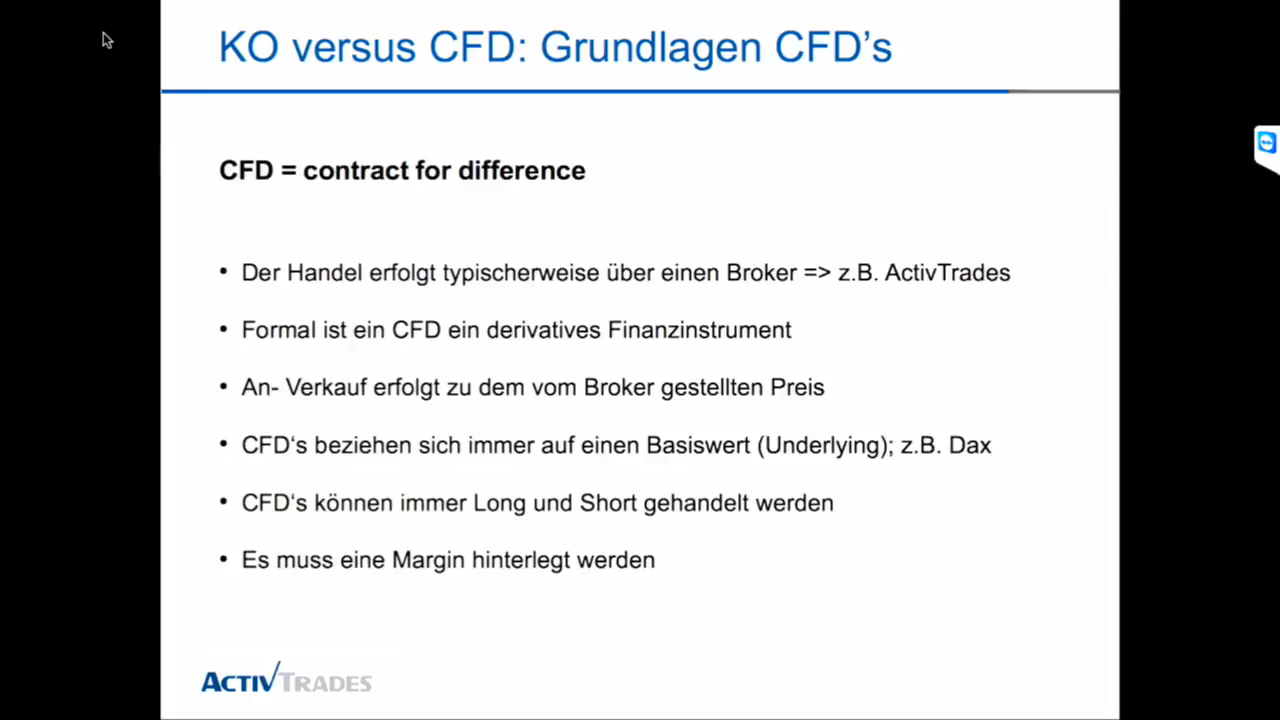 KO versus CFD: Grundlagen CFD’s
CFD = contract for difference
• Der Handel erfolgt typischerweise über einen Broker => z.B. ActivTrades
• Formal ist ein CFD ein derivatives Finanzinstrument
• An- Verkauf erfolgt zu dem vom Broker gestellten Preis
• CFD‘s beziehen sich immer auf einen Basiswert (Underlying); z.B. Dax
• CFD‘s können immer Long und Short gehandelt werden
• Es muss eine Margin hinterlegt werden
ACTIVTRADES